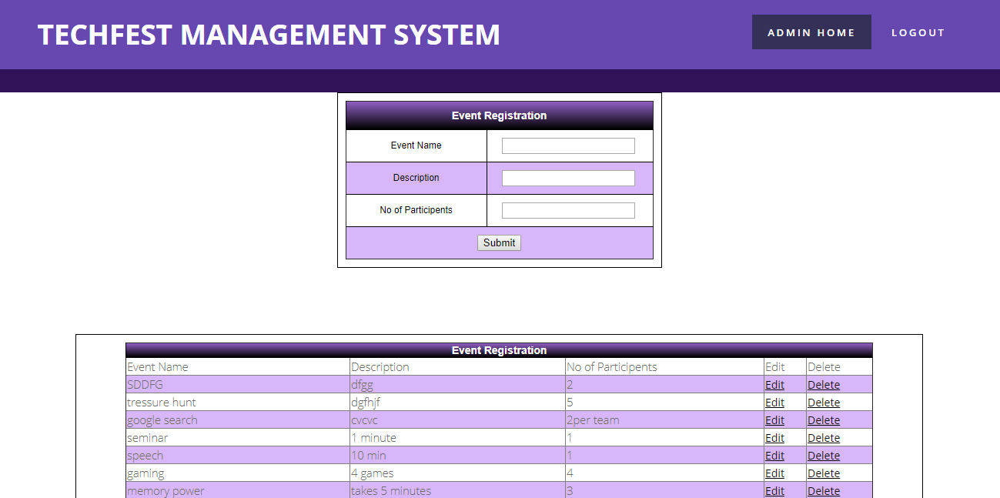 TECHFEST MANAGEMENT SYSTEM
ADMIN HOME LOGOUT
Event Registration
Event Name
Description
No of Participants
Submit
Event Registration
Event Name Description No of Participants Edit Delete
SDDFG dfgg 2 Edit Delete
tressure hunt dgfhjf 5 Edit Delete
google search cvcvc 2per team Edit Delete
seminar 1 minute 1 Edit Delete
speech 10 min 1 Edit Delete
gaming 4 games 4 Edit Delete
memory power takes 5 minutes 3 Edit Delete